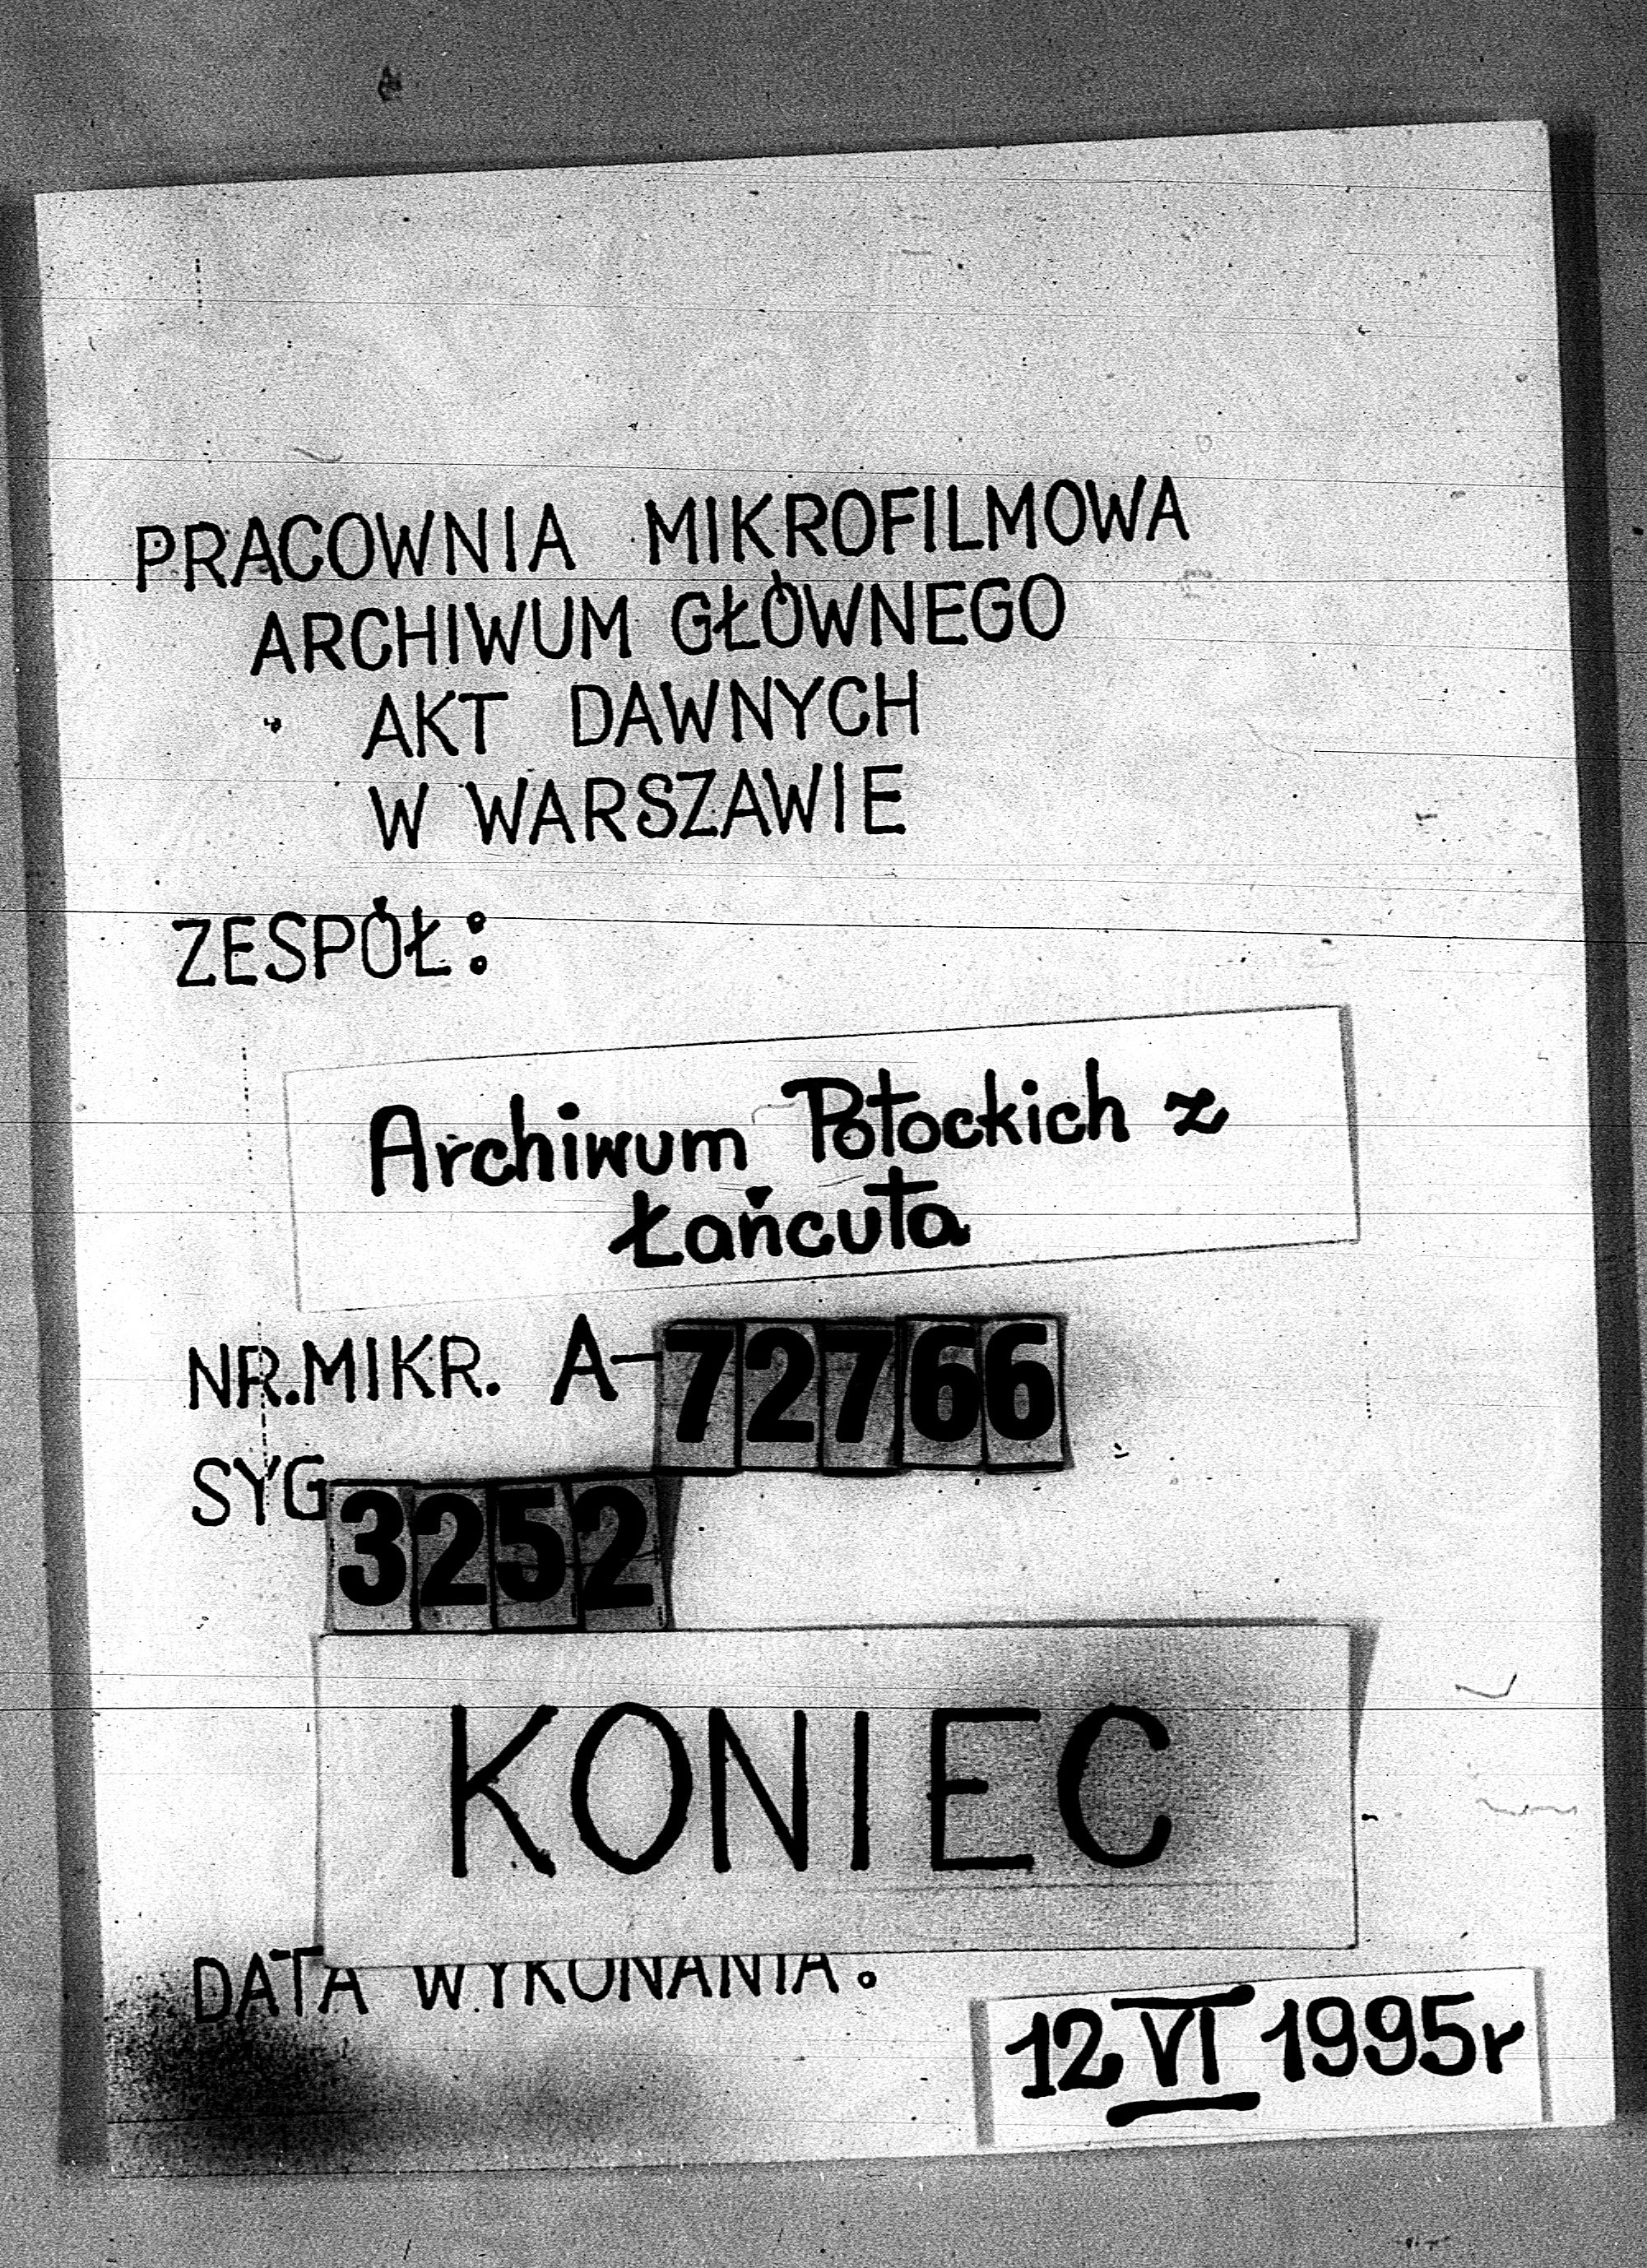 PRACOWNIA MIKROFILMOWA
ARCHIWUM GŁÓWNEGO
AKT DAWNYCH
W WARSZAWIE
ZESPÓŁ:
Archiwum Potockich z
Łańcuta
NR.MIKR. A-72766
SYG 3252
KONIEC
DATA WYKONANIA:
12 VI 1995r